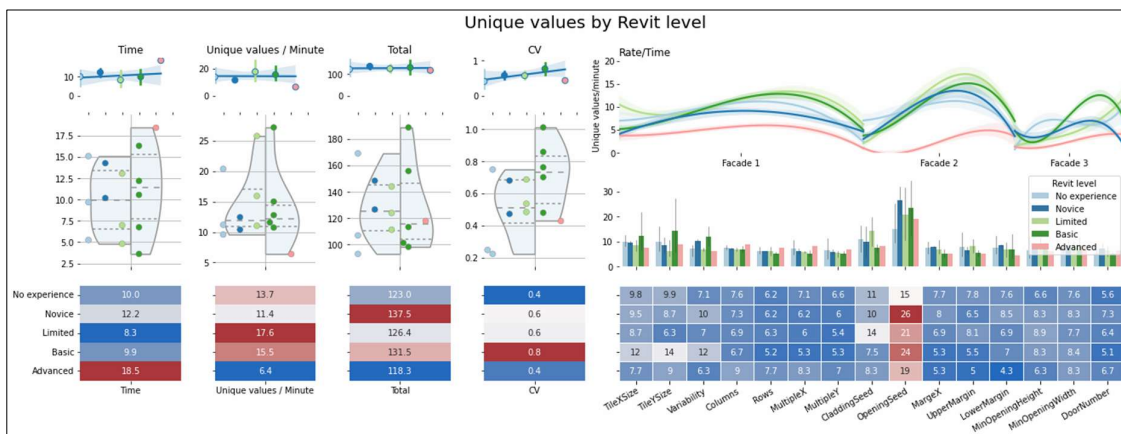 Unique values by Revit level
Time
Unique values / Minute
Total
CV
Rate/Time
10
0
20
0
100
0
1
0
Unique values/minute
20
15
10
5
0
Facade 1
Facade 2
Facade 3
17.5
15.0
12.5
10.0
7.5
5.0
2.5
25
20
15
10
5
180
160
140
120
100
1.0
0.8
0.6
0.4
0.2
30
20
10
0
Revit level
No experience
Novice
Limited
Basic
Advanced
No experience 10.0 13.7 123.0 0.4 9.8 9.9 7.1 7.6 6.2 7.1 6.6 11 15 7.7 7.8 7.6 6.6 7.6 5.6
Novice 12.2 11.4 137.5 0.6 9.5 8.7 10 7.3 6.2 6.2 6 10 26 8 6.5 8.5 8.3 8.3 7.3
Limited 8.3 17.6 126.4 0.6 8.7 6.3 7 6.9 6.3 6 5.4 14 21 6.9 8.1 6.9 8.9 7.7 6.4
Basic 9.9 15.5 131.5 0.8 12 14 12 6.7 5.2 5.3 5.3 7.5 24 5.3 5.5 7 8.3 8.4 5.1
Advanced 18.5 6.4 118.3 0.4 7.7 9 6.3 9 7.7 8.3 7 8.3 19 5.3 5 4.3 6.3 8.3 6.7
Time
Unique values / Minute
Total
CV
TileXSize
TileYSize
Variability
Columns
Rows
MultipleX
MultipleY
CladdingSeed
OpeningSeed
MargeX
UpperMargin
LowerMargin
MinOpeningHeight
MinOpeningWidth
DoorNumber